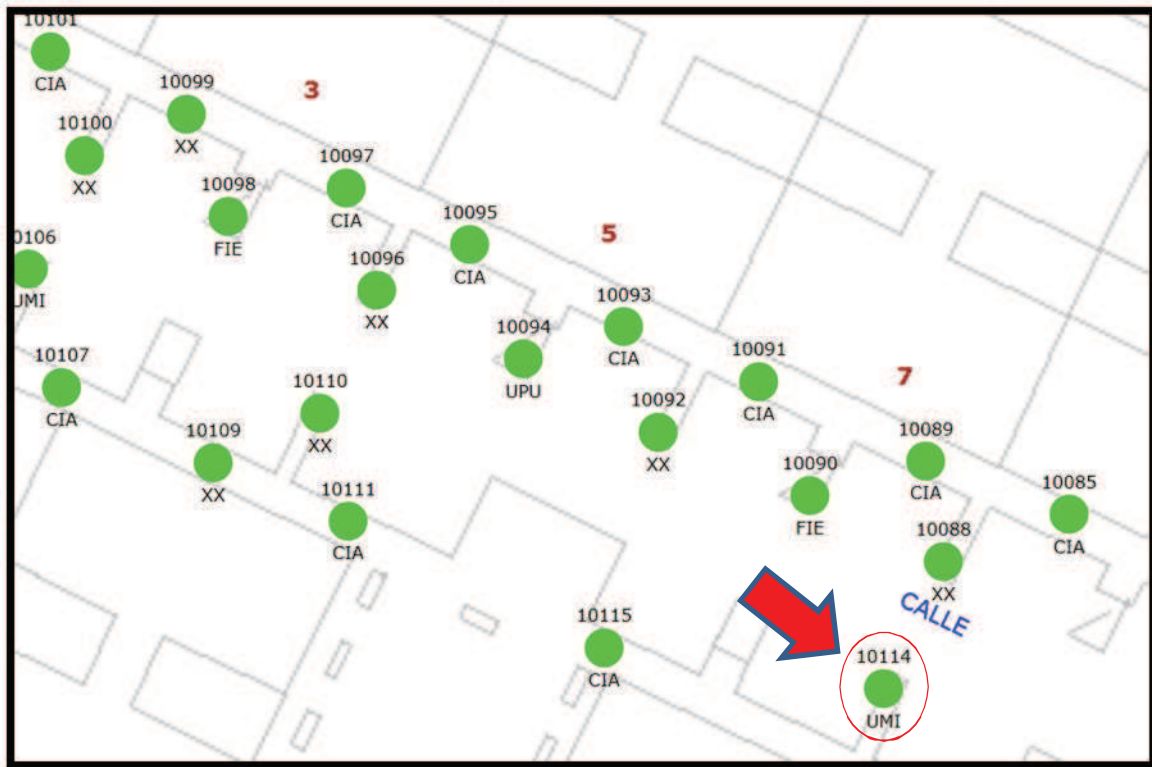 10101
CIA
10099
XX
3
10100
XX
10097
CIA
10098
FIE
10095
CIA
5
0106
UMI
10096
XX
10093
CIA
10094
UPU
10091
CIA
7
10107
CIA
10110
XX
10092
XX
10089
CIA
10109
XX
10090
FIE
10085
CIA
10111
CIA
10088
XX
CALLE
10115
CIA
10114
UMI